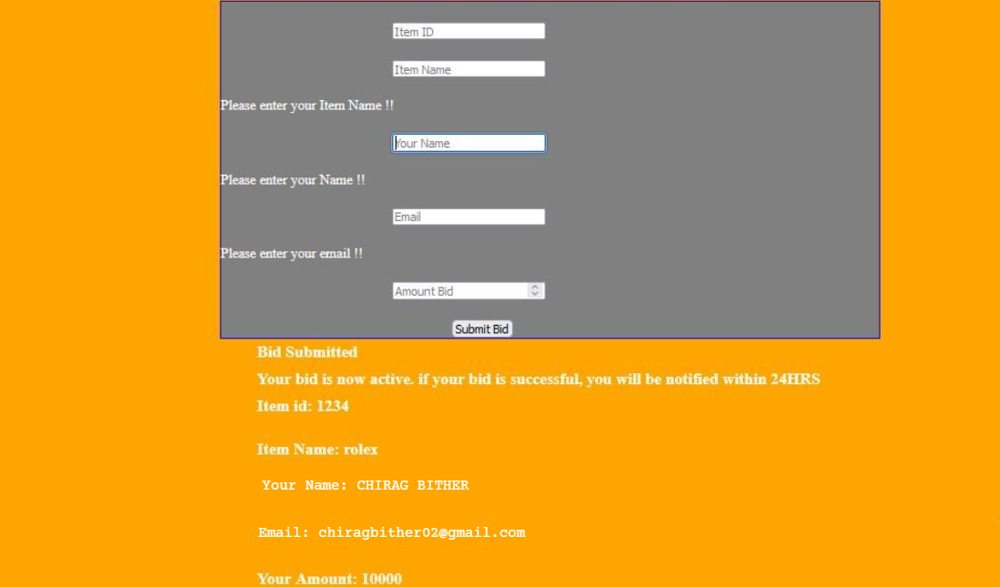 Item ID
Item Name
Please enter your Item Name !!
Your Name
Please enter your Name !!
Email
Please enter your email !!
Amount Bid
Submit Bid
Bid Submitted
Your bid is now active. if your bid is successful, you will be notified within 24HRS
Item id: 1234
Item Name: rolex
Your Name: CHIRAG BITHER
Email: chiragbither02@gmail.com
Your Amount: 10000